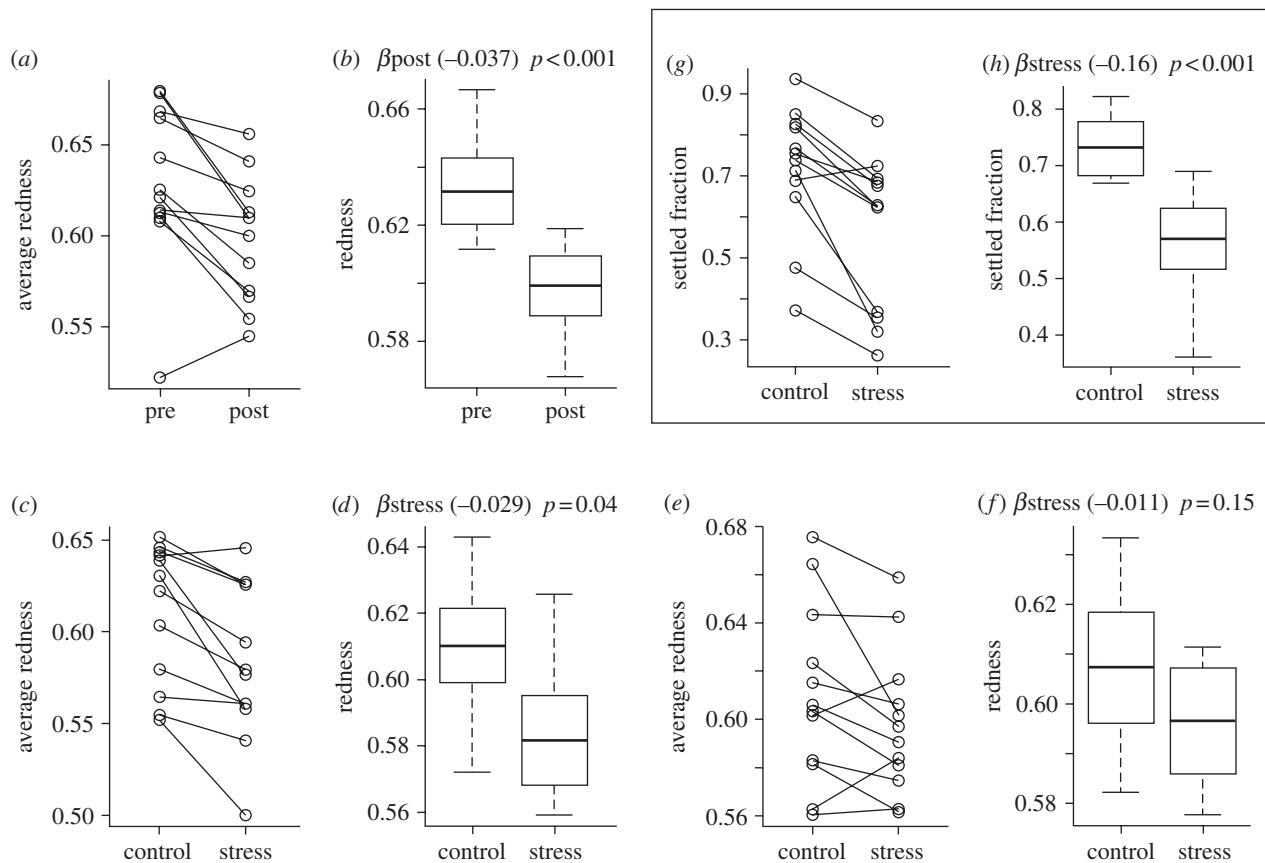 (a)
average redness
0.65
0.60
0.55
pre post
(b) βpost (–0.037) p<0.001
redness
0.66
0.62
0.58
pre post
(g)
settled fraction
0.9
0.7
0.5
0.3
control stress
(h) βstress (–0.16) p<0.001
settled fraction
0.8
0.7
0.6
0.5
0.4
control stress
(c)
average redness
0.65
0.60
0.55
0.50
control stress
(d) βstress (–0.029) p=0.04
redness
0.64
0.62
0.60
0.58
0.56
control stress
(e)
average redness
0.68
0.64
0.60
0.56
control stress
(f) βstress (–0.011) p=0.15
redness
0.62
0.60
0.58
control stress